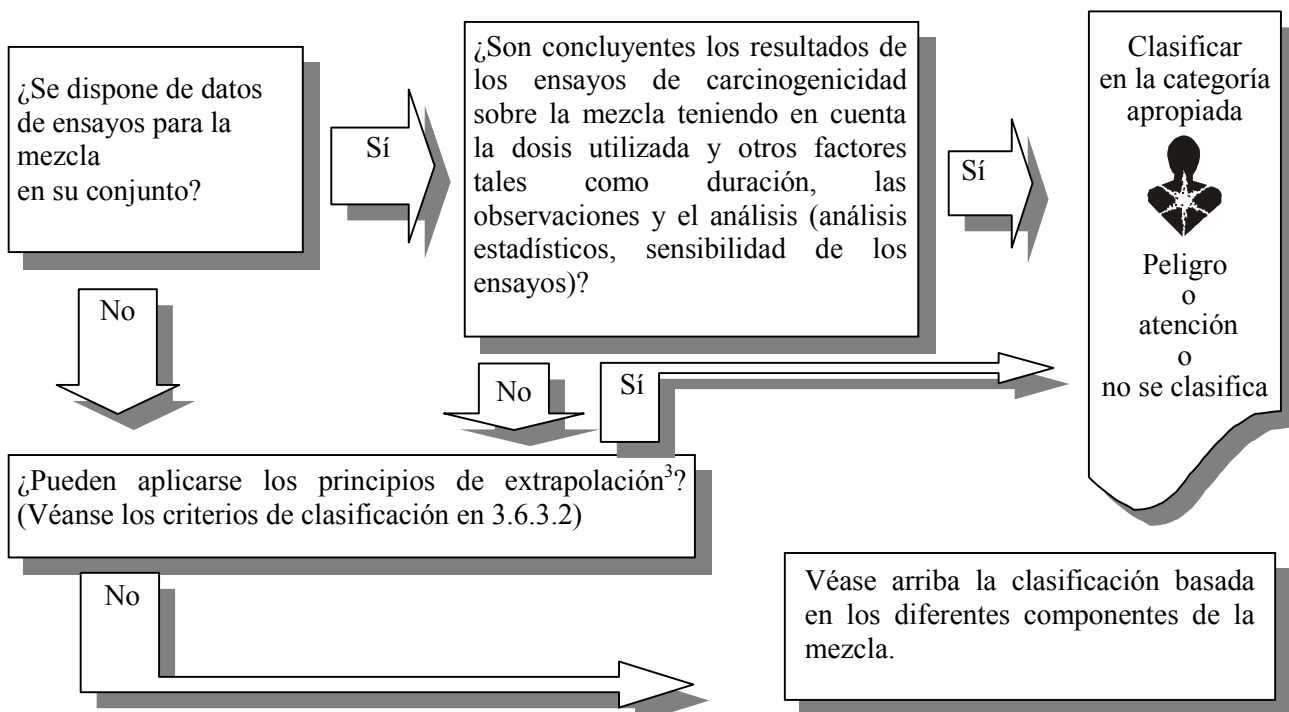 ¿Se dispone de datos
de ensayos para la
mezcla
en su conjunto?
Sí
¿Son concluyentes los resultados de
los ensayos de carcinogenicidad
sobre la mezcla teniendo en cuenta
la dosis utilizada y otros factores
tales como duración, las
observaciones y el análisis (análisis
estadísticos, sensibilidad de los
ensayos)?
Sí
Clasificar
en la categoría
apropiada
Peligro
o
atención
o
no se clasifica
No
No
Sí
¿Pueden aplicarse los principios de extrapolación³?
(Véanse los criterios de clasificación en 3.6.3.2)
No
Véase arriba la clasificación basada
en los diferentes componentes de la
mezcla.